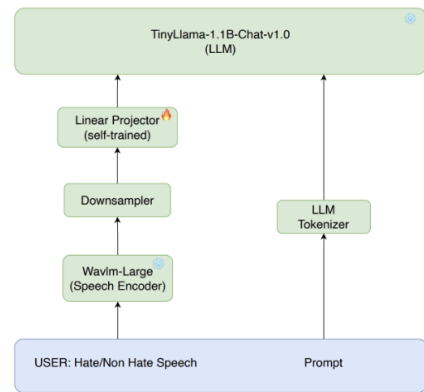 TinyLlama-1.1B-Chat-v1.0
(LLM)
Linear Projector
(self-trained)
Downsampler
LLM
Tokenizer
Wavlm-Large
(Speech Encoder)
USER: Hate/Non Hate Speech
Prompt